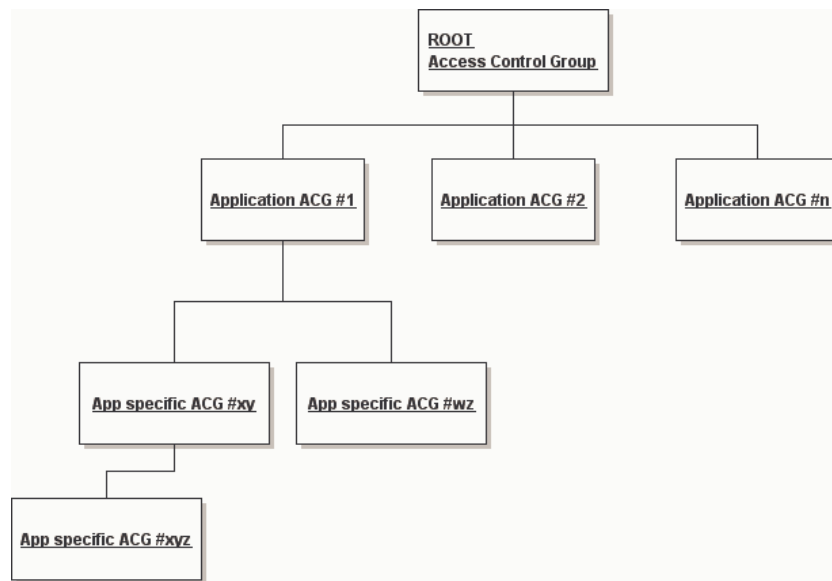 ROOT
Access Control Group
Application ACG #1
Application ACG #2
Application ACG #n
App specific ACG #xy
App specific ACG #wz
App specific ACG #xyz